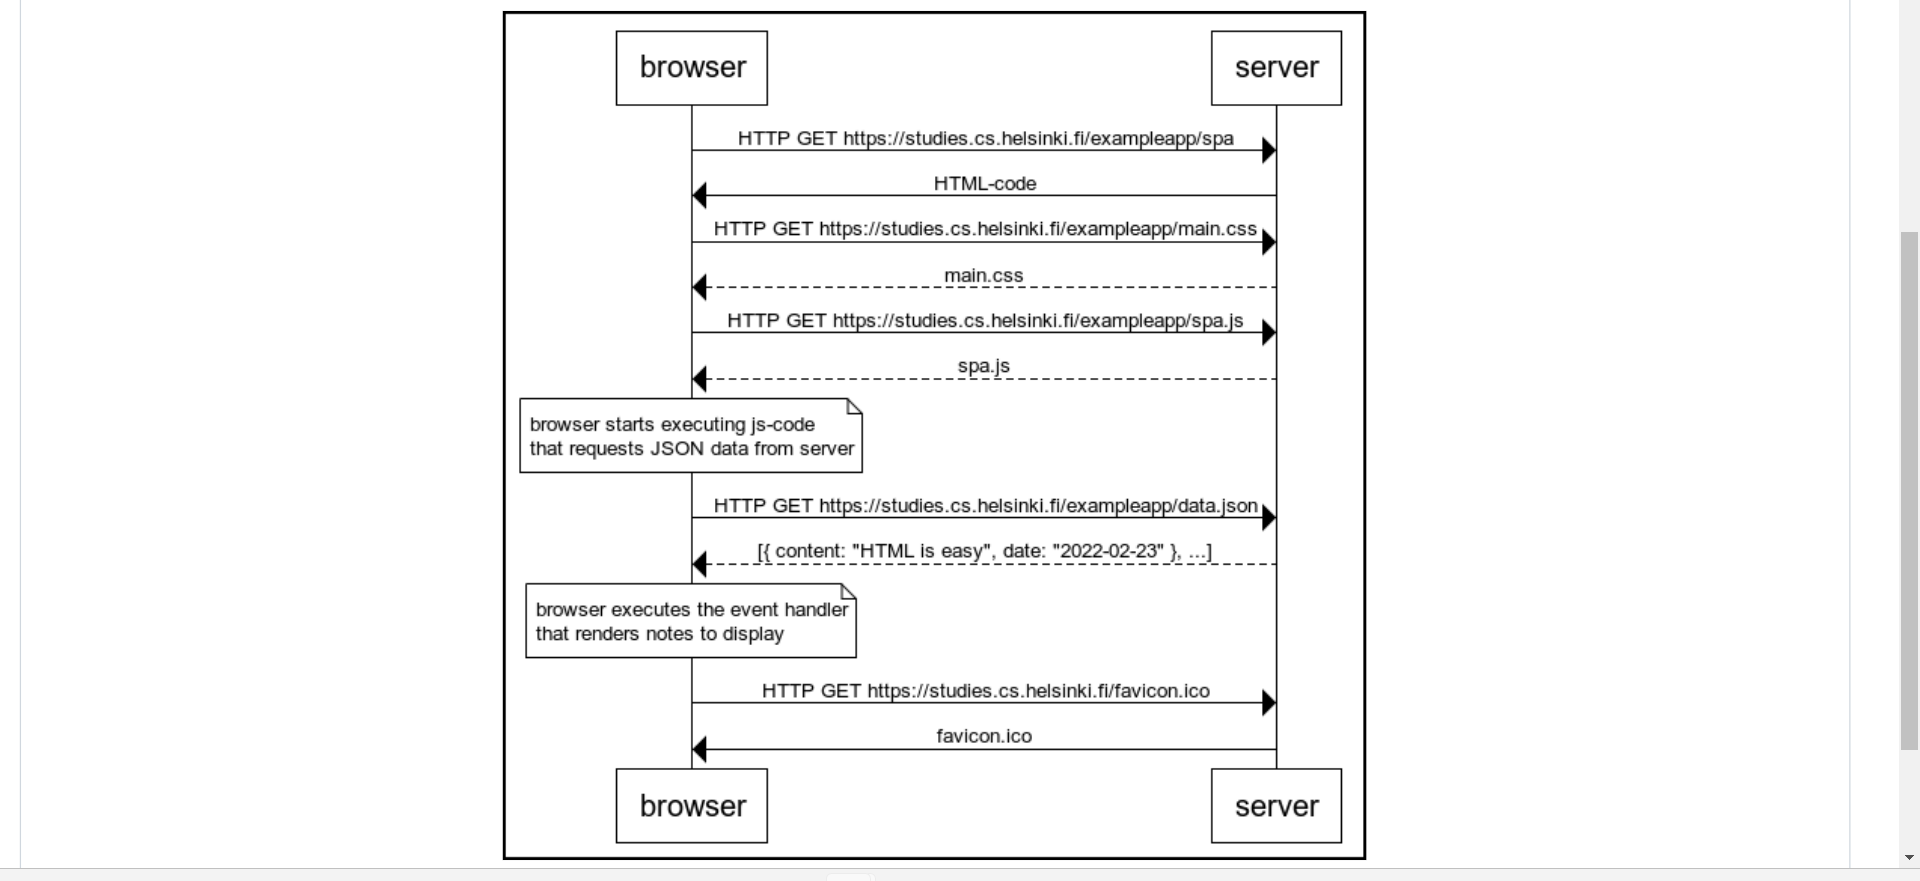 browser
server
HTTP GET https://studies.cs.helsinki.fi/exampleapp/spa
HTML-code
HTTP GET https://studies.cs.helsinki.fi/exampleapp/main.css
main.css
HTTP GET https://studies.cs.helsinki.fi/exampleapp/spa.js
spa.js
browser starts executing js-code
that requests JSON data from server
HTTP GET https://studies.cs.helsinki.fi/exampleapp/data.json
[{ content: "HTML is easy", date: "2022-02-23" }, ...]
browser executes the event handler
that renders notes to display
HTTP GET https://studies.cs.helsinki.fi/favicon.ico
favicon.ico
browser
server